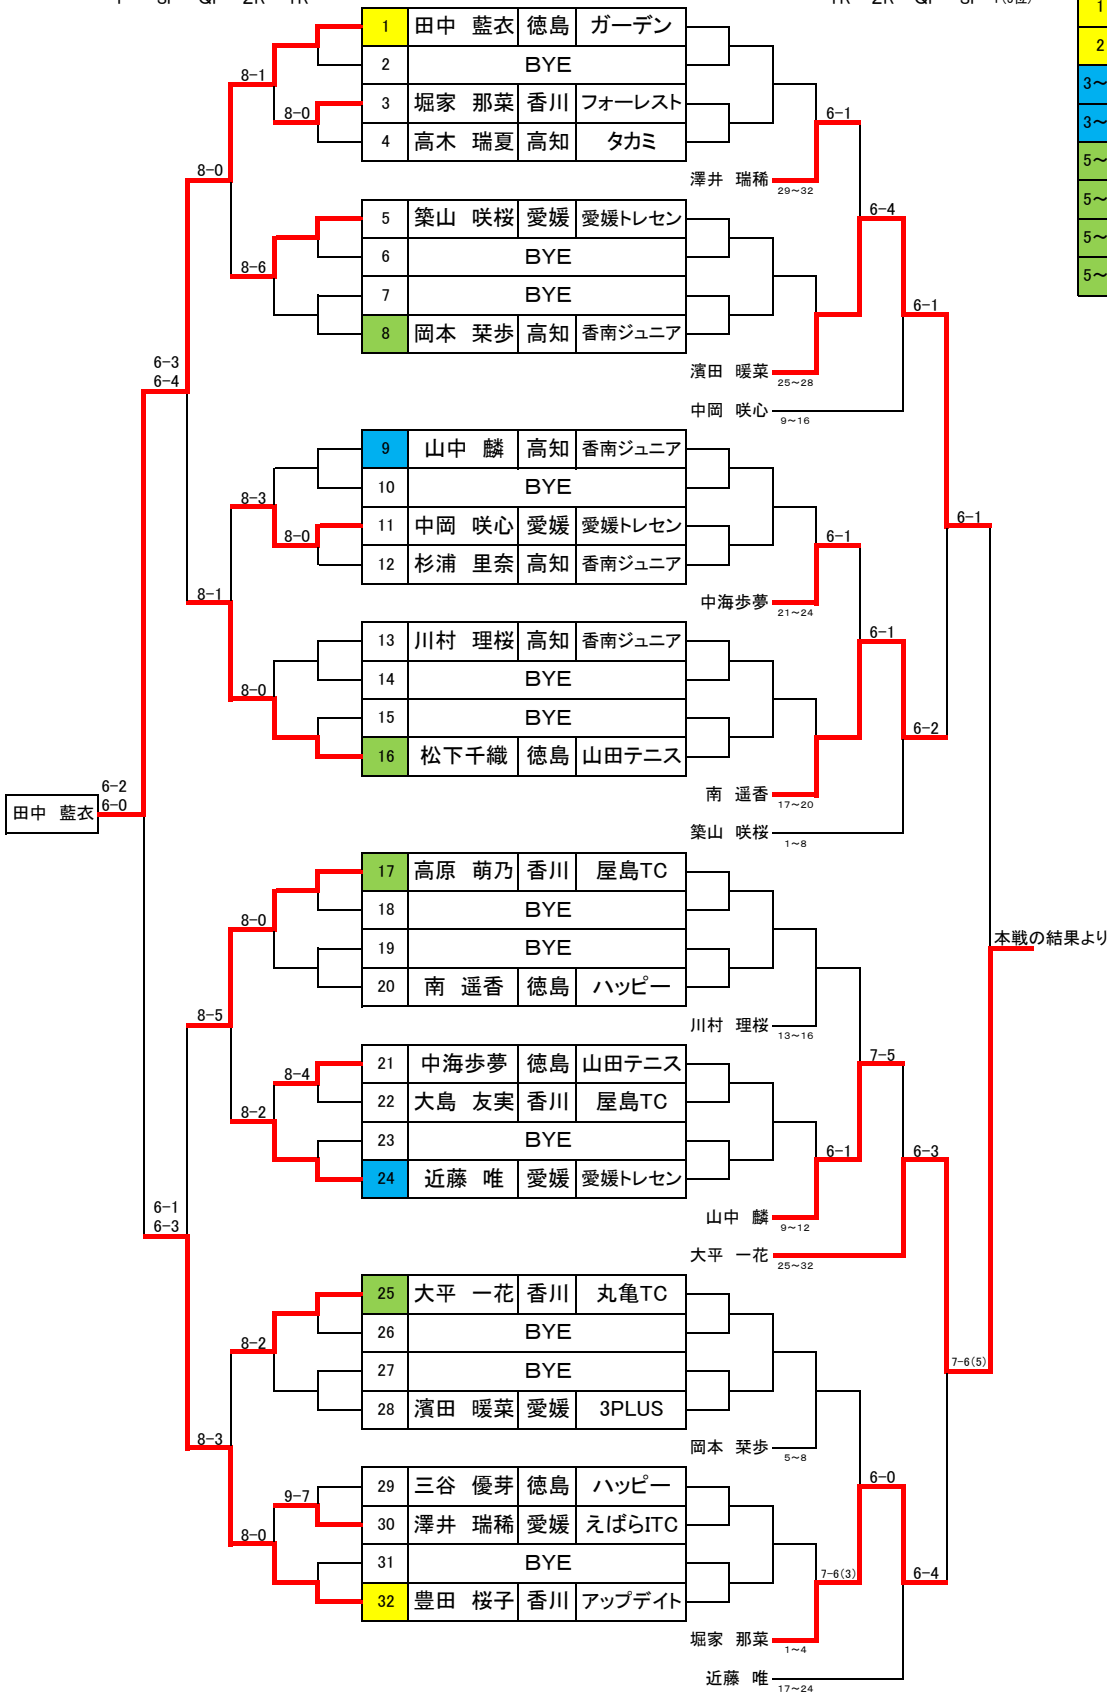 1 田中 藍衣 徳島 ガーデン
2 BYE
8-1
3 堀家 那菜 香川 フォーレスト
8-0 6-1
4 高木 瑞夏 高知 タカミ
8-0
澤井 瑞稀 29~32
5 築山 咲桜 愛媛 愛媛トレセン
6-4
6 BYE
8-6
7 BYE
6-1
8 岡本 栞歩 高知 香南ジュニア
6-3
6-4
濱田 暖菜 25~28
中岡 咲心 9~16
9 山中 麟 高知 香南ジュニア
10 BYE
8-3
11 中岡 咲心 愛媛 愛媛トレセン
6-1
8-0 6-1
12 杉浦 里奈 高知 香南ジュニア
8-1
中海歩夢 21~24
13 川村 理桜 高知 香南ジュニア
6-1
14 BYE
8-0
15 BYE
6-2
16 松下千織 徳島 山田テニス
6-2
6-0
田中 藍衣
南 遥香 17~20
築山 咲桜 1~8
17 高原 萌乃 香川 屋島TC
18 BYE
8-0
19 BYE
本戦の結果より
20 南 遥香 徳島 ハッピー
8-5
川村 理桜 13~16
21 中海歩夢 徳島 山田テニス
7-5
8-4
22 大島 友実 香川 屋島TC
8-2
23 BYE
6-1 6-3
24 近藤 唯 愛媛 愛媛トレセン
6-1
6-3
山中 麟 9~12
大平 一花 25~32
25 大平 一花 香川 丸亀TC
26 BYE
8-2
27 BYE
7-6(5)
28 濱田 暖菜 愛媛 3PLUS
8-3
岡本 栞歩 5~8
29 三谷 優芽 徳島 ハッピー
6-0
9-7
30 澤井 瑞稀 愛媛 えばらITC
8-0
31 BYE
7-6(3) 6-4
32 豊田 桜子 香川 アップデイト
堀家 那菜 1~4
近藤 唯 17~24
1
2
3~
3~
5~
5~
5~
5~